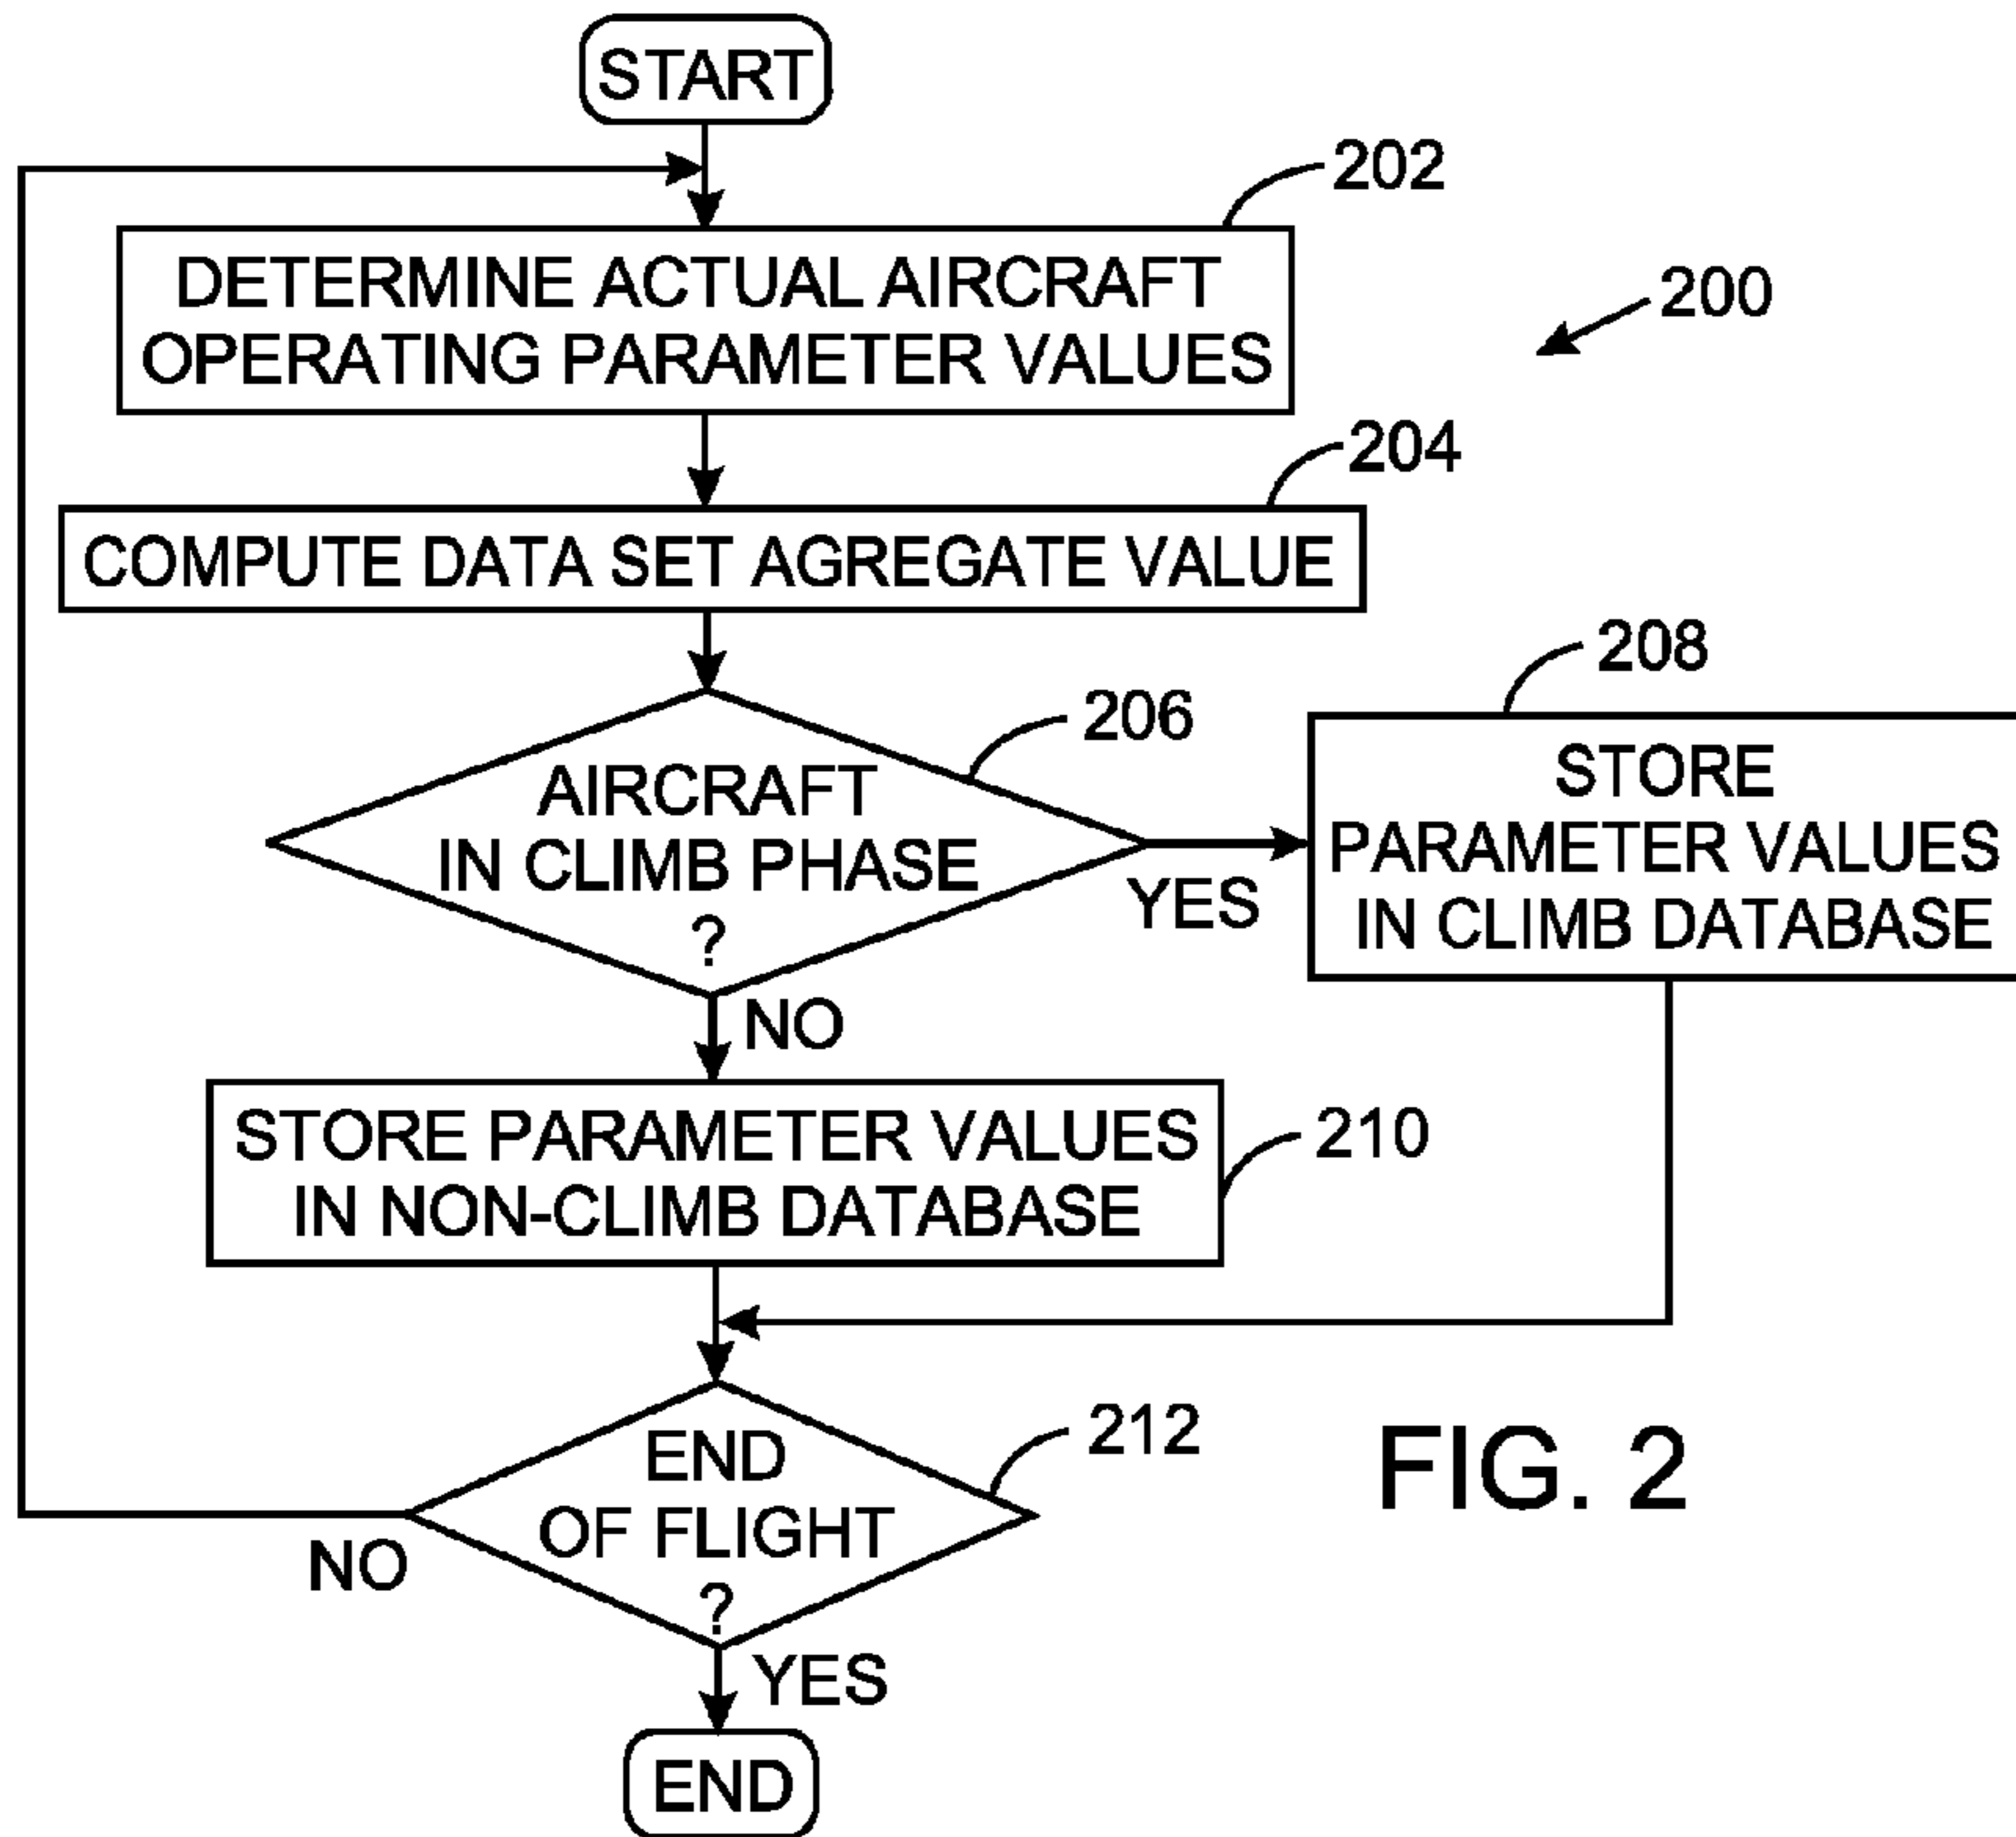 START
202
DETERMINE ACTUAL AIRCRAFT
OPERATING PARAMETER VALUES
200
204
COMPUTE DATA SET AGREGATE VALUE
206
AIRCRAFT
IN CLIMB PHASE
?
YES
208
STORE
PARAMETER VALUES
IN CLIMB DATABASE
NO
STORE PARAMETER VALUES
IN NON-CLIMB DATABASE
210
212
END
OF FLIGHT
?
NO
YES
END
FIG. 2